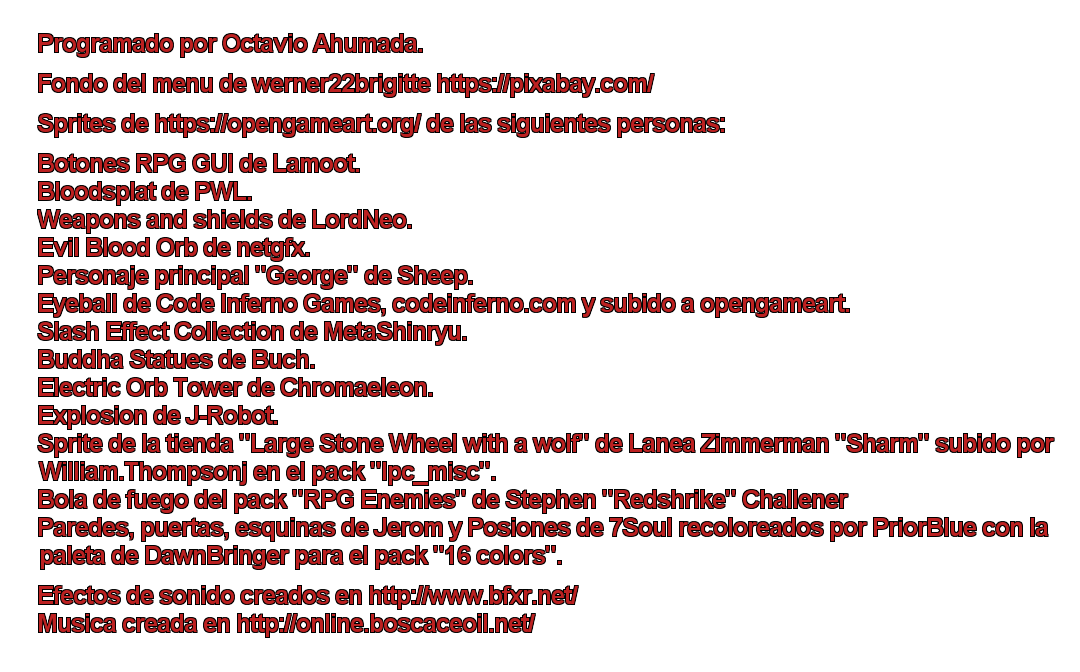 Programado por Octavio Ahumada.
Fondo del menu de werner22brigitte https://pixabay.com/
Sprites de https://opengameart.org/ de las siguientes personas:
Botones RPG GUI de Lamoot.
Bloodsplat de PWL.
Weapons and shields de LordNeo.
Evil Blood Orb de netgfx.
Personaje principal "George" de Sheep.
Eyeball de Code Inferno Games, codeinferno.com y subido a opengameart.
Slash Effect Collection de MetaShinryu.
Buddha Statues de Buch.
Electric Orb Tower de Chromaeleon.
Explosion de J-Robot.
Sprite de la tienda "Large Stone Wheel with a wolf" de Lanea Zimmerman "Sharm" subido por
William.Thompsonj en el pack "lpc_misc".
Bola de fuego del pack "RPG Enemies" de Stephen "Redshrike" Challener
Paredes, puertas, esquinas de Jerom y Posiones de 7Soul recoloreados por PriorBlue con la
paleta de DawnBringer para el pack "16 colors".
Efectos de sonido creados en http://www.bfxr.net/
Musica creada en http://online.boscaceoil.net/